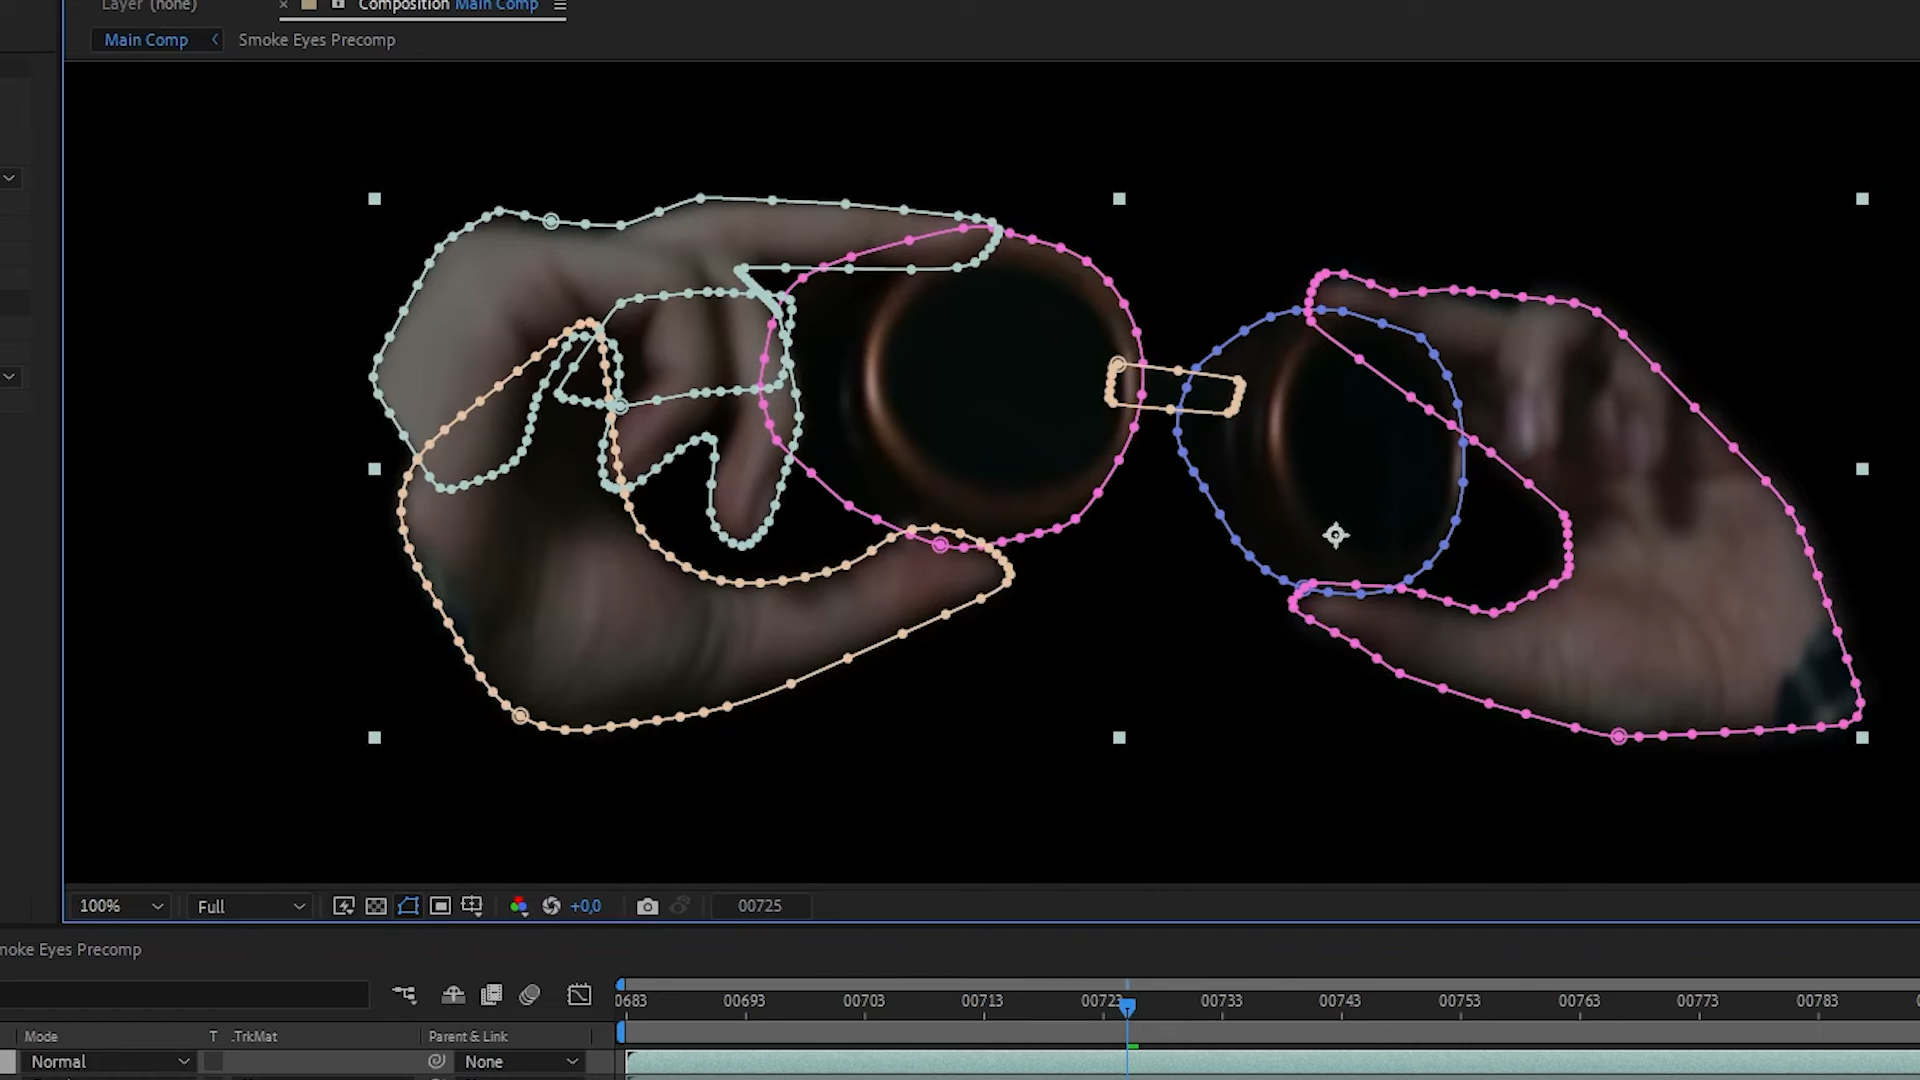 Layer (none)
Composition Main Comp
Main Comp
Smoke Eyes Precomp
100%
Full
+0,0
00725
moke Eyes Precomp
0683 00693 00703 00713 00723 00733 00743 00753 00763 00773 00783
Mode T .TrkMat Parent & Link
Normal None